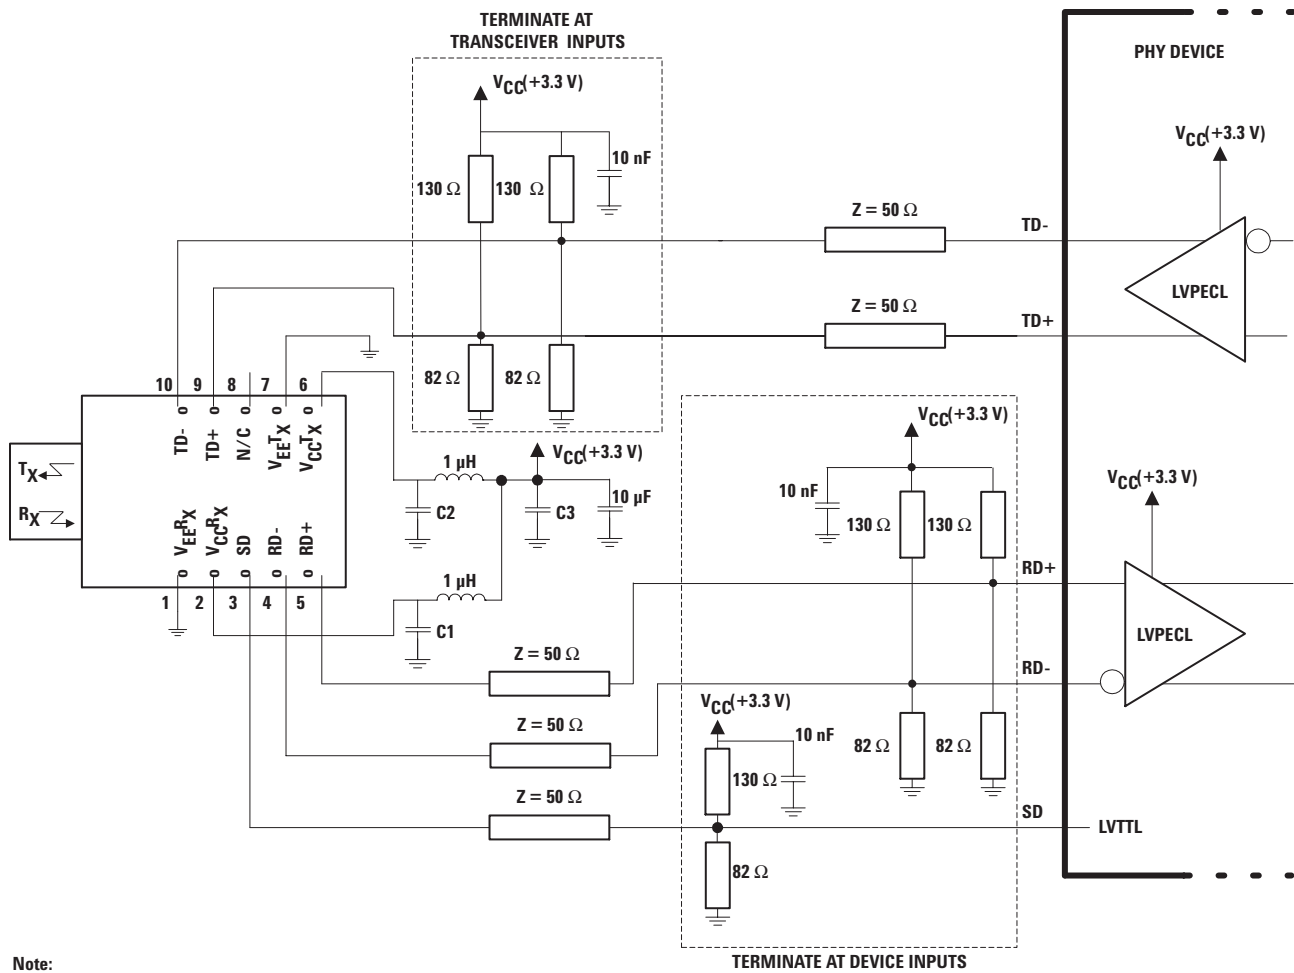 TERMINATE AT
TRANSCEIVER INPUTS
PHY DEVICE
VCC(+3.3 V)
VCC(+3.3 V)
10 nF
130 Ω
130 Ω
Z = 50 Ω
TD-
LVPECL
Z = 50 Ω
TD+
82 Ω
82 Ω
10
9
8
7
6
TD-
TD+
N/C
VEETX
VCCTX
TX
RX
VEERX
VCCRX
SD
RD-
RD+
1
2
3
4
5
VCC(+3.3 V)
1 µH
C2
C3
10 µF
1 µH
C1
VCC(+3.3 V)
10 nF
130 Ω
130 Ω
VCC(+3.3 V)
RD+
LVPECL
Z = 50 Ω
RD-
VCC(+3.3 V)
Z = 50 Ω
10 nF
82 Ω
82 Ω
130 Ω
Z = 50 Ω
SD
LVTTL
82 Ω
TERMINATE AT DEVICE INPUTS
Note: